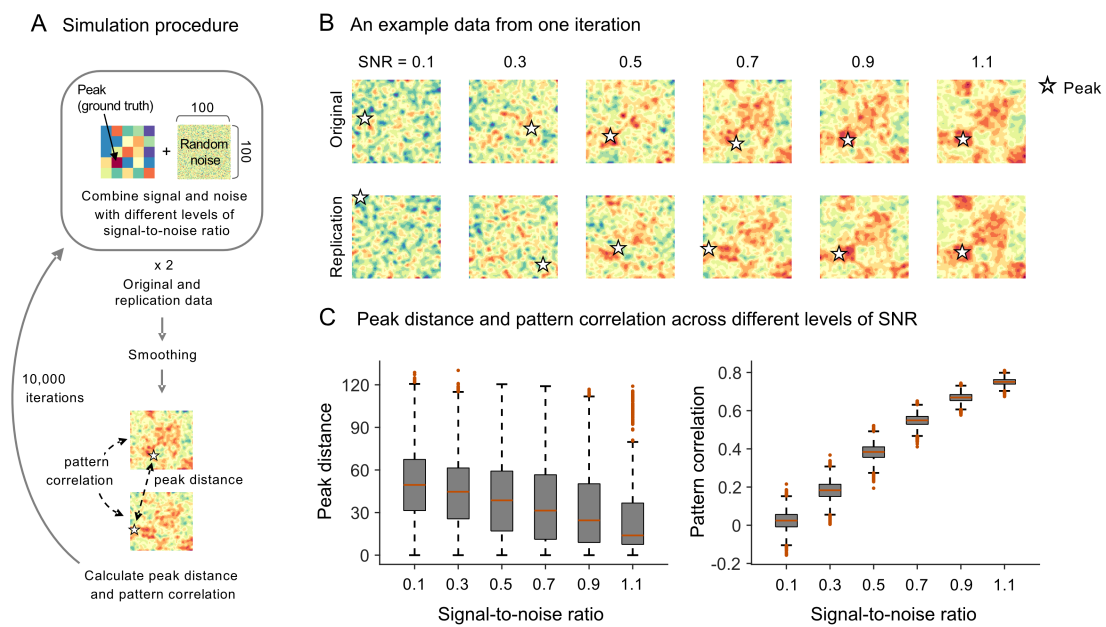 A Simulation procedure
Peak
(ground truth)
100
+
Random
noise
100
Combine signal and noise
with different levels of
signal-to-noise ratio
x 2
Original and
replication data
Smoothing
10,000
iterations
pattern
correlation
peak distance
Calculate peak distance
and pattern correlation
B An example data from one iteration
SNR = 0.1 0.3 0.5 0.7 0.9 1.1
Peak
Original
Replication
C Peak distance and pattern correlation across different levels of SNR
Peak distance
120
90
60
30
0
0.1 0.3 0.5 0.7 0.9 1.1
Signal-to-noise ratio
Pattern correlation
0.8
0.6
0.4
0.2
0
-0.2
0.1 0.3 0.5 0.7 0.9 1.1
Signal-to-noise ratio